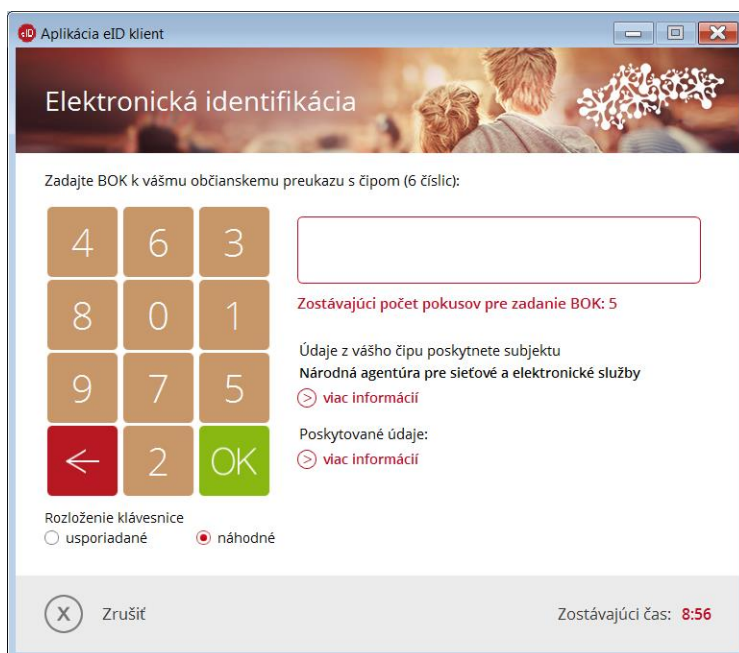 eID Aplikácia eID klient
Elektronická identifikácia
Zadajte BOK k vášmu občianskemu preukazu s čipom (6 číslic):
4 6 3
8 0 1
9 7 5
← 2 OK
Zostávajúci počet pokusov pre zadanie BOK: 5
Údaje z vášho čipu poskytnete subjektu
Národná agentúra pre sieťové a elektronické služby
viac informácií
Poskytované údaje:
viac informácií
Rozloženie klávesnice
usporiadané náhodné
X Zrušiť
Zostávajúci čas: 8:56